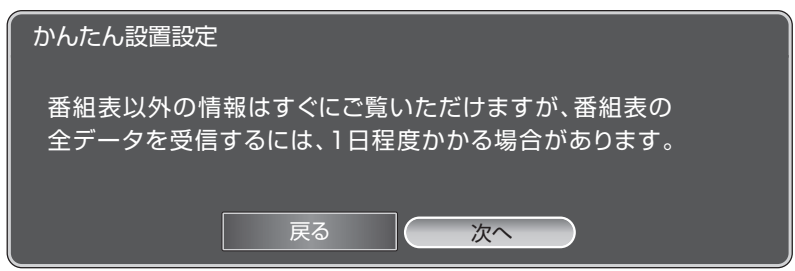 かんたん設置設定
番組表以外の情報はすぐにご覧いただけますが、番組表の
全データを受信するには、1日程度かかる場合があります。
戻る
次へ